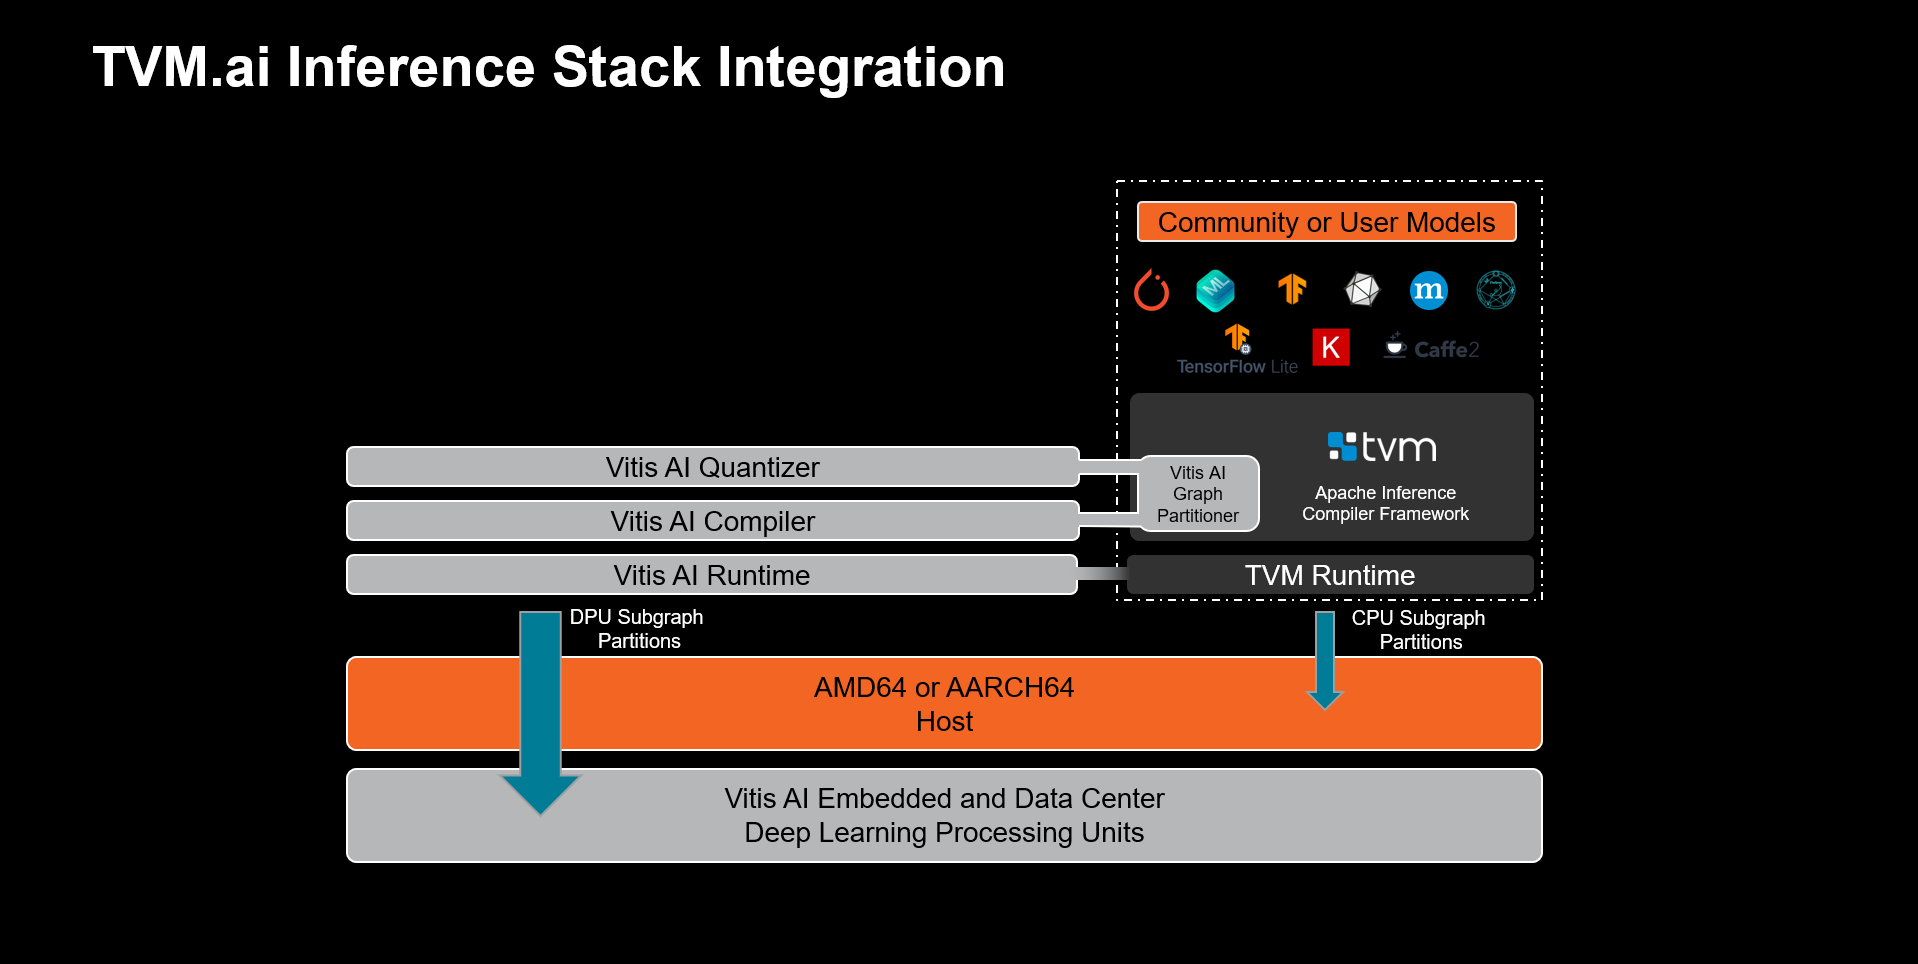 TVM.ai Inference Stack Integration
Community or User Models
ML
m
TensorFlow Lite
K
Caffe2
tvm
Apache Inference
Compiler Framework
Vitis AI
Graph
Partitioner
Vitis AI Quantizer
Vitis AI Compiler
Vitis AI Runtime
TVM Runtime
DPU Subgraph
Partitions
CPU Subgraph
Partitions
AMD64 or AARCH64
Host
Vitis AI Embedded and Data Center
Deep Learning Processing Units